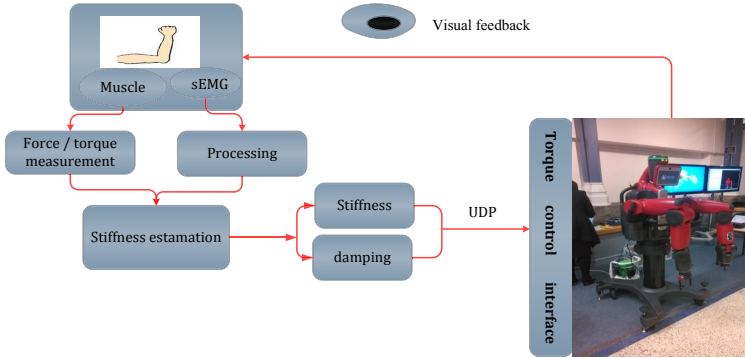 Visual feedback
Muscle
sEMG
Force / torque
measurement
Processing
Stiffness estamation
Stiffness
damping
UDP
Torque control interface